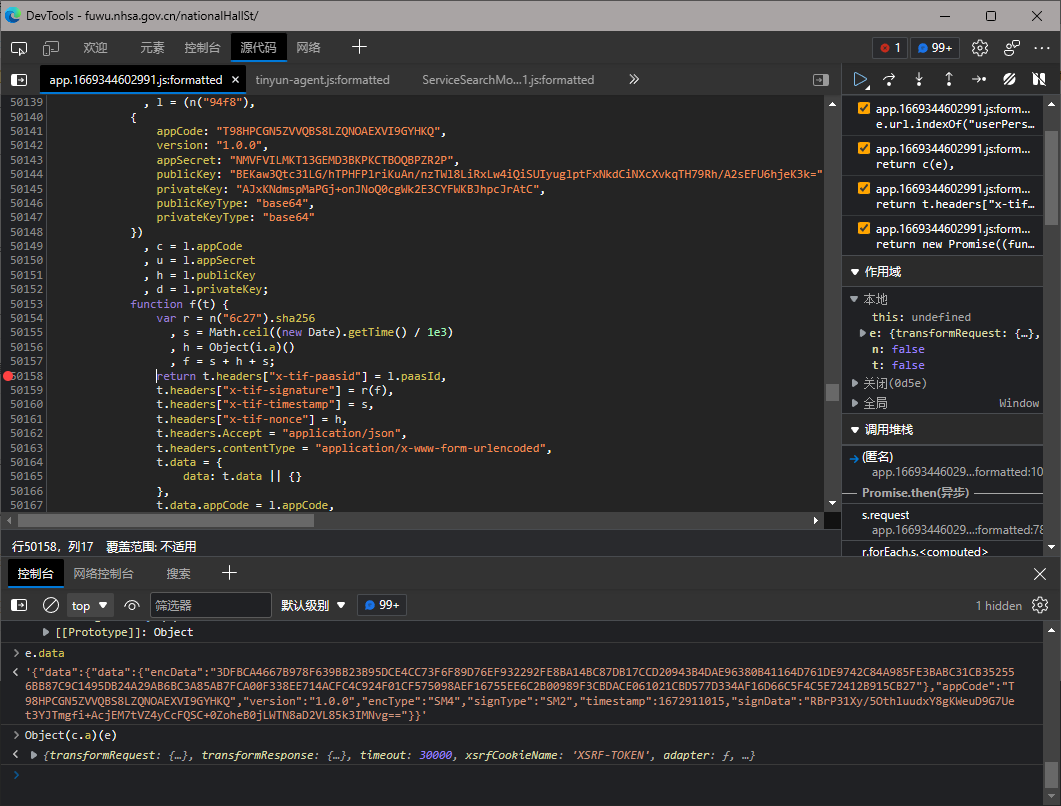 DevTools - fuwu.nhsa.gov.cn/nationalHallSt/
欢迎 元素 控制台 源代码 网络 1 99+
app.1669344602991.js:formatted tinyun-agent.js:formatted ServiceSearchMo...1.js:formatted
50139 , l = (n("94f8"),
50140 {
50141 appCode: "T98HPCGN5ZVVQBS8LZQNOAEXVI9GYHKQ",
50142 version: "1.0.0",
50143 appSecret: "NMVFVILMKT13GEMD3BKPKCTBOQBPZR2P",
50144 publicKey: "BEKaw3Qtc31LG/hTPHFPlriKuAn/nzTWl8LiRxLw4iQiSUIyuglptFxNkdCiNXcXvkqTH79Rh/A2sEFU6hjeK3k="
50145 privateKey: "AJxKNdmspMaPGj+onJNoQ0cgWk2E3CYFWKBJhpcJrAtC",
50146 publicKeyType: "base64",
50147 privateKeyType: "base64"
50148 })
50149 , c = l.appCode
50150 , u = l.appSecret
50151 , h = l.publicKey
50152 , d = l.privateKey;
50153 function f(t) {
50154 var r = n("6c27").sha256
50155 , s = Math.ceil((new Date).getTime() / 1e3)
50156 , h = Object(i.a)()
50157 , f = s + h + s;
50158 return t.headers["x-tif-paasid"] = l.paasId,
50159 t.headers["x-tif-signature"] = r(f),
50160 t.headers["x-tif-timestamp"] = s,
50161 t.headers["x-tif-nonce"] = h,
50162 t.headers.Accept = "application/json",
50163 t.headers.contentType = "application/x-www-form-urlencoded",
50164 t.data = {
50165 data: t.data || {}
50166 },
50167 t.data.appCode = l.appCode,
行50158，列17 覆盖范围: 不适用
app.1669344602991.js:form...
e.url.indexOf("userPers…
app.1669344602991.js:form...
return c(e),
app.1669344602991.js:form...
return t.headers["x-tif…
app.1669344602991.js:form...
return new Promise((fun…
作用域
本地
this: undefined
e: {transformRequest: {…},
n: false
t: false
关闭(0d5e)
全局 Window
调用堆栈
(匿名)
app.16693446029...:formatted:10
Promise.then(异步)
s.request
app.16693446029...:formatted:78
r.forEach.s.<computed>
控制台 网络控制台 搜索
top 筛选器 默认级别 99+ 1 hidden
[[Prototype]]: Object
e.data
'{"data":{"data":{"encData":"3DFBCA4667B978F639BB23B95DCE4CC73F6F89D76EF932292FE8BA14BC87DB17CCD20943B4DAE96380B41164D761DE9742C84A985FE3BABC31CB35255
6BB87C9C1495DB24A29AB6BC3A85AB7FCA00F338EE714ACFC4C924F01CF575098AEF16755EE6C2B00989F3CBDACE061021CBD577D334AF16D66C5F4C5E72412B915CB27"},"appCode":"T
98HPCGN5ZVVQBS8LZQNOAEXVI9GYHKQ","version":"1.0.0","encType":"SM4","signType":"SM2","timestamp":1672911015,"signData":"RBrP31Xy/5OthluudxY8gKWeuD9G7Ue
t3YJTmgfi+AcjEM7tVZ4yCcFQSC+0ZoheB0jLWTN8aD2VL85k3IMNvg=="}}'
Object(c.a)(e)
{transformRequest: {…}, transformResponse: {…}, timeout: 30000, xsrfCookieName: 'XSRF-TOKEN', adapter: ƒ, …}